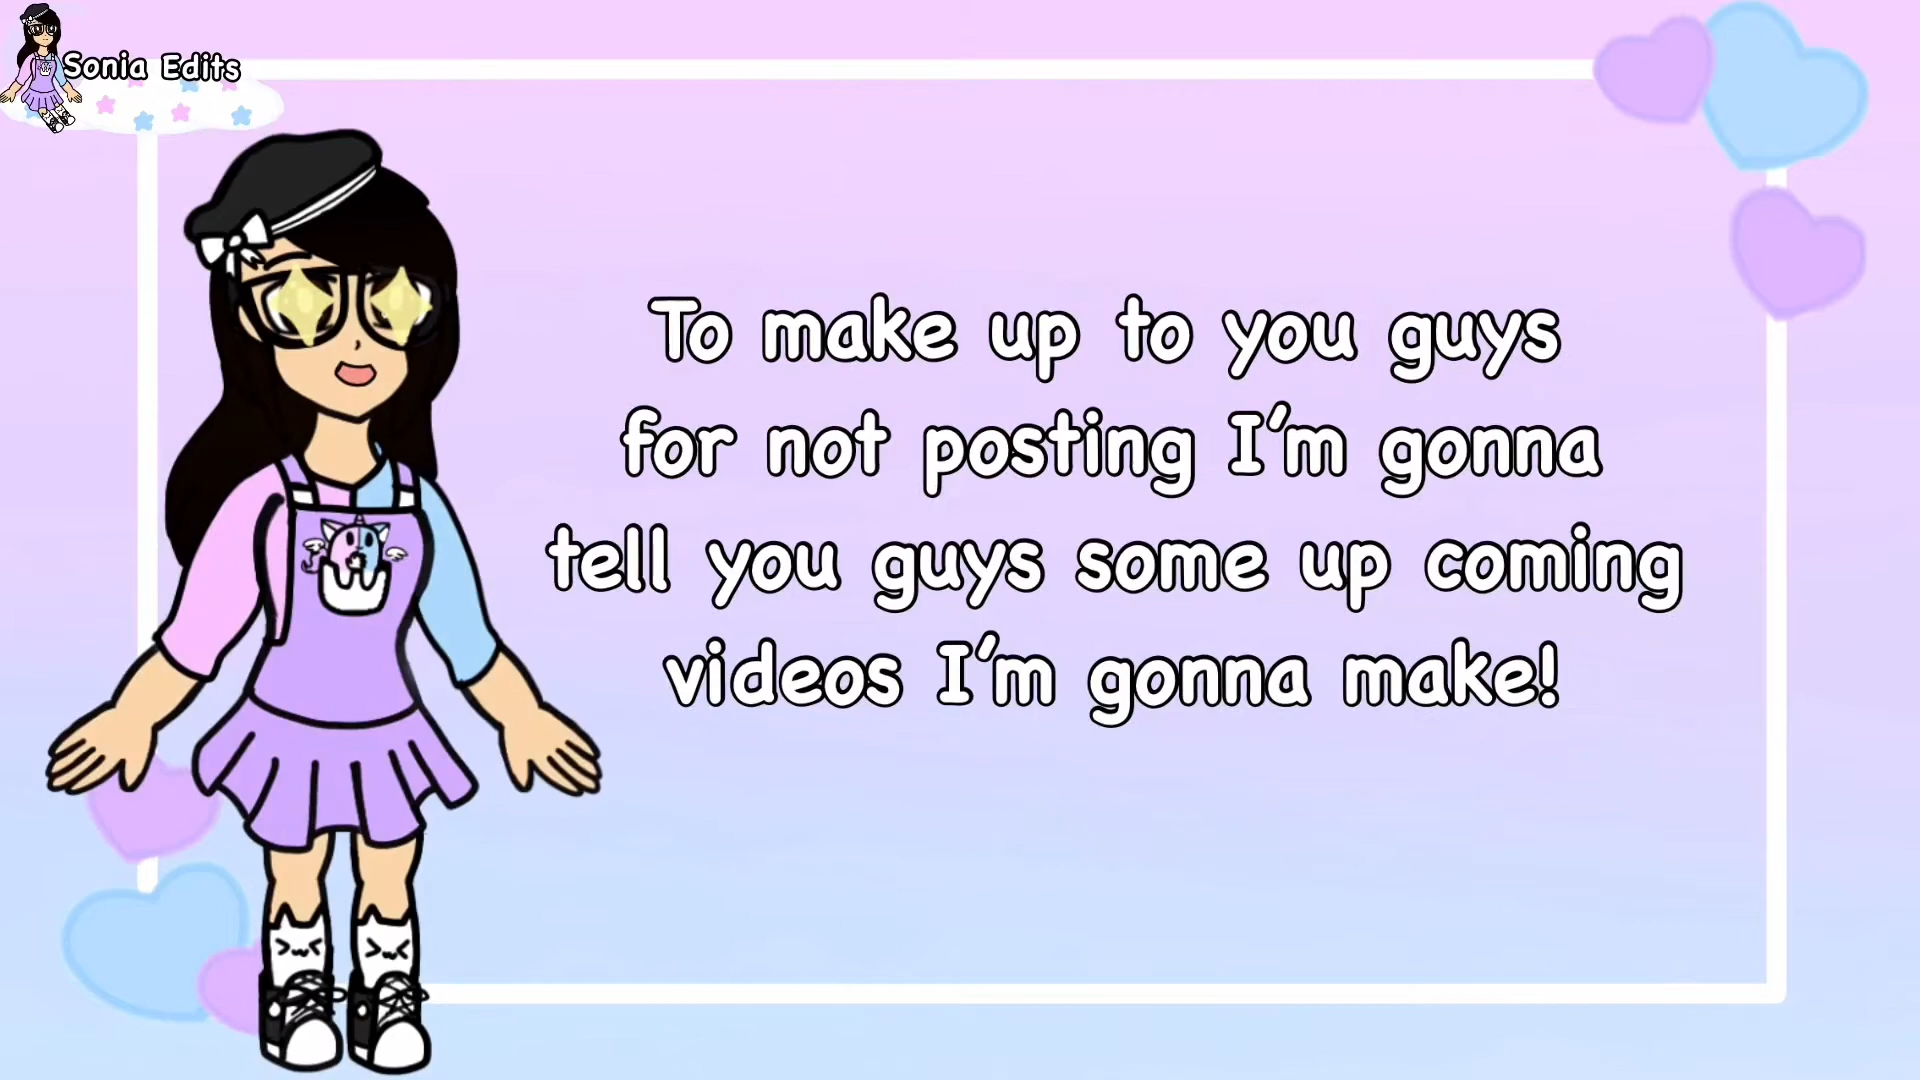 Sonia Edits
To make up to you guys
for not posting I'm gonna
tell you guys some up coming
videos I'm gonna make!